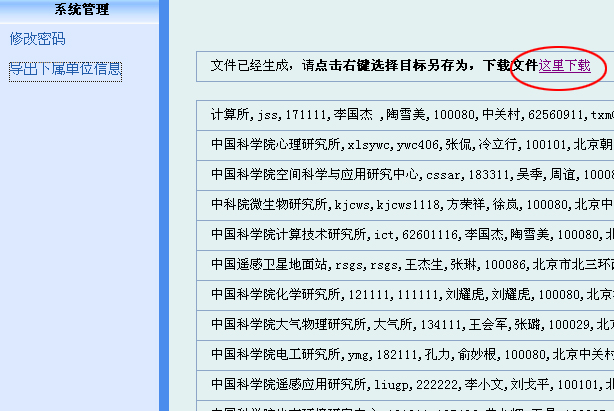 系统管理
修改密码
导出下属单位信息
文件已经生成，请点击右键选择目标另存为，下载文件这里下载
计算所,jss,171111,李国杰 ,陶雪美,100080,中关村,62560911,txm@
中国科学院心理研究所,xlsywc,ywc406,张侃,冷立行,100101,北京朝
中国科学院空间科学与应用研究中心,cssar,183311,吴季,周谊,10008
中科院微生物研究所,kjcws,kjcws1118,方荣祥,徐岚,100080,北京中
中国科学院计算技术研究所,ict,62601116,李国杰,陶雪美,100080,北
中国遥感卫星地面站,rsgs,rsgs,王杰生,张琳,100086,北京市北三环西
中国科学院化学研究所,121111,111111,刘耀虎,刘耀虎,100080,北京
中国科学院大气物理研究所,大气所,134111,王会军,张璐,100029,北京
中国科学院电工研究所,ymg,182111,孔力,俞妙根,100080,北京中关村
中国科学院遥感应用研究所,liugp,222222,李小文,刘戈平,100101,北